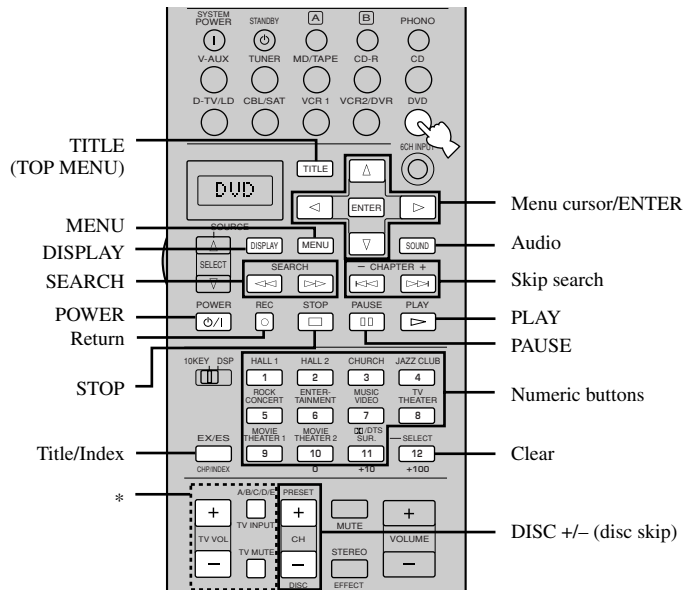 SYSTEM POWER STANDBY A B PHONO
V-AUX TUNER MD/TAPE CD-R CD
D-TV/LD CBL/SAT VCR 1 VCR2/DVR DVD
6CH INPUT
TITLE
(TOP MENU)
TITLE
DVD
ENTER
Menu cursor/ENTER
SOURCE
SELECT
MENU
DISPLAY
DISPLAY MENU
SOUND
Audio
SEARCH
SEARCH
– CHAPTER +
Skip search
POWER REC STOP PAUSE PLAY
POWER
⏻/I
Return
PLAY
PAUSE
STOP
10KEY DSP
HALL 1 HALL 2 CHURCH JAZZ CLUB
1 2 3 4
ROCK CONCERT ENTER-TAINMENT MUSIC VIDEO TV THEATER
5 6 7 8
Numeric buttons
MOVIE THEATER 1 MOVIE THEATER 2 /DTS SUR. SELECT
9 10 11 12
0 +10 +100
EX/ES
CHP/INDEX
Title/Index
Clear
*
A/B/C/D/E
PRESET
+ + +
TV INPUT
MUTE
TV VOL CH VOLUME
TV MUTE
STEREO
– – –
DISC
EFFECT
DISC +/– (disc skip)